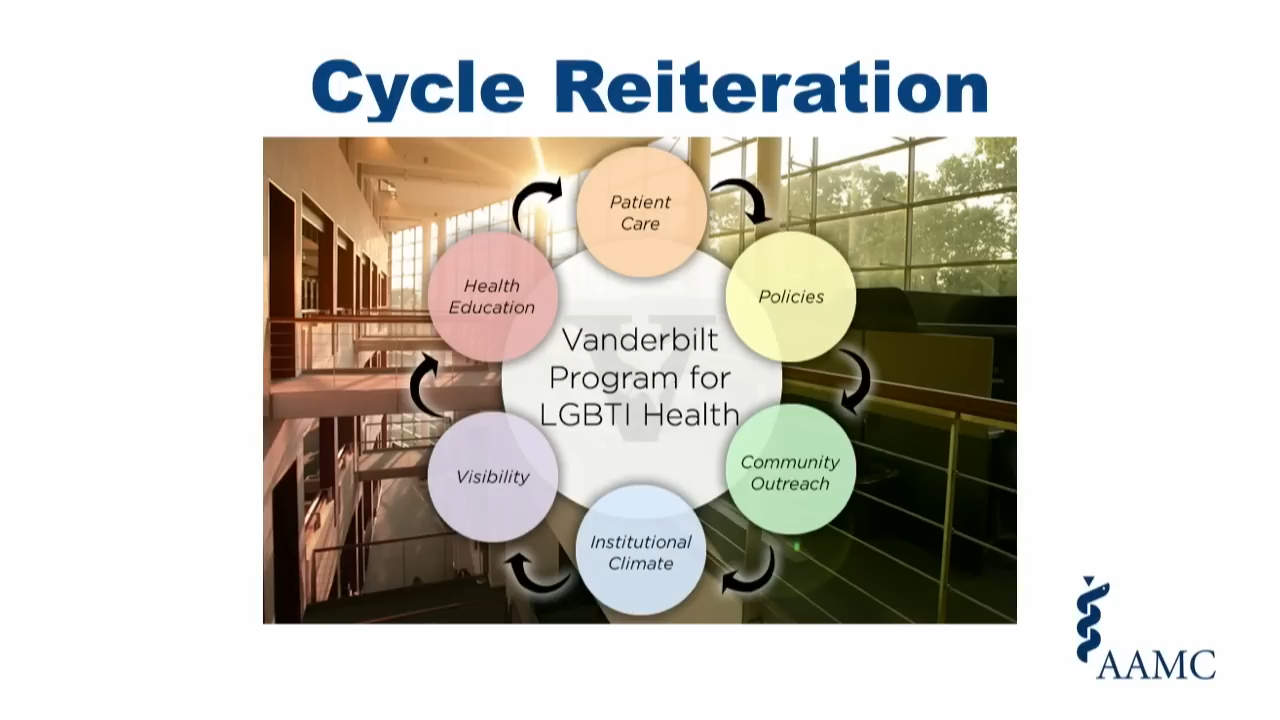 Cycle Reiteration
Patient
Care
Policies
Community
Outreach
Institutional
Climate
Visibility
Health
Education
Vanderbilt
Program for
LGBTI Health
V
AAMC